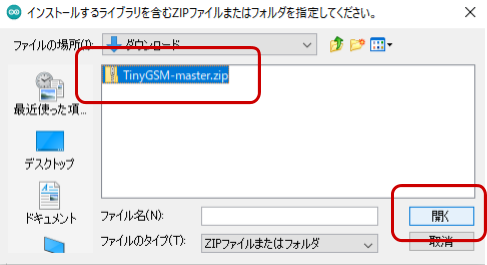 インストールするライブラリを含むZIPファイルまたはフォルダを指定してください。
ファイルの場所(I):
ダウンロード
TinyGSM-master.zip
最近使った項...
デスクトップ
ドキュメント
ファイル名(N):
開く
ファイルのタイプ(T):
ZIPファイルまたはフォルダ
取消